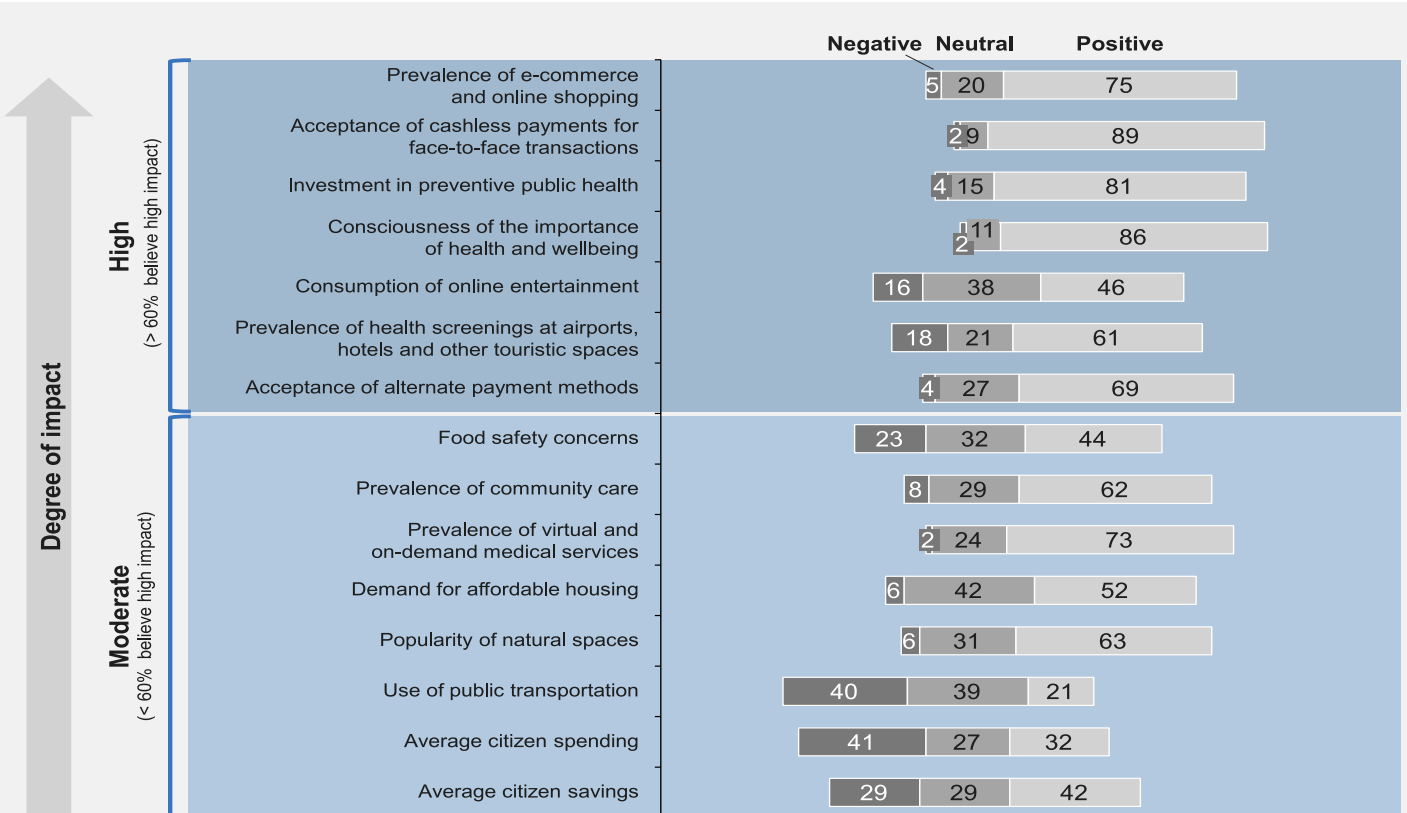 Negative Neutral Positive
Prevalence of e-commerce
and online shopping
5 20 75
Acceptance of cashless payments for
face-to-face transactions
2 9 89
Investment in preventive public health
4 15 81
Consciousness of the importance
of health and wellbeing
2 11 86
Consumption of online entertainment
16 38 46
Prevalence of health screenings at airports,
hotels and other touristic spaces
18 21 61
Acceptance of alternate payment methods
4 27 69
High
(> 60% believe high impact)
Degree of impact
Food safety concerns
23 32 44
Prevalence of community care
8 29 62
Prevalence of virtual and
on-demand medical services
2 24 73
Demand for affordable housing
6 42 52
Popularity of natural spaces
6 31 63
Use of public transportation
40 39 21
Average citizen spending
41 27 32
Average citizen savings
29 29 42
Moderate
(< 60% believe high impact)